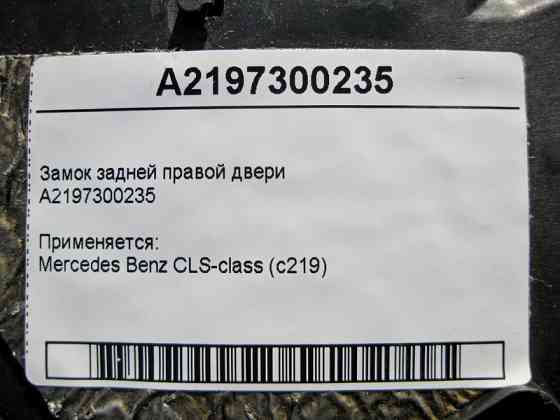 A2197300235
Замок задней правой двери
A2197300235
Применяется:
Mercedes Benz CLS-class (c219)